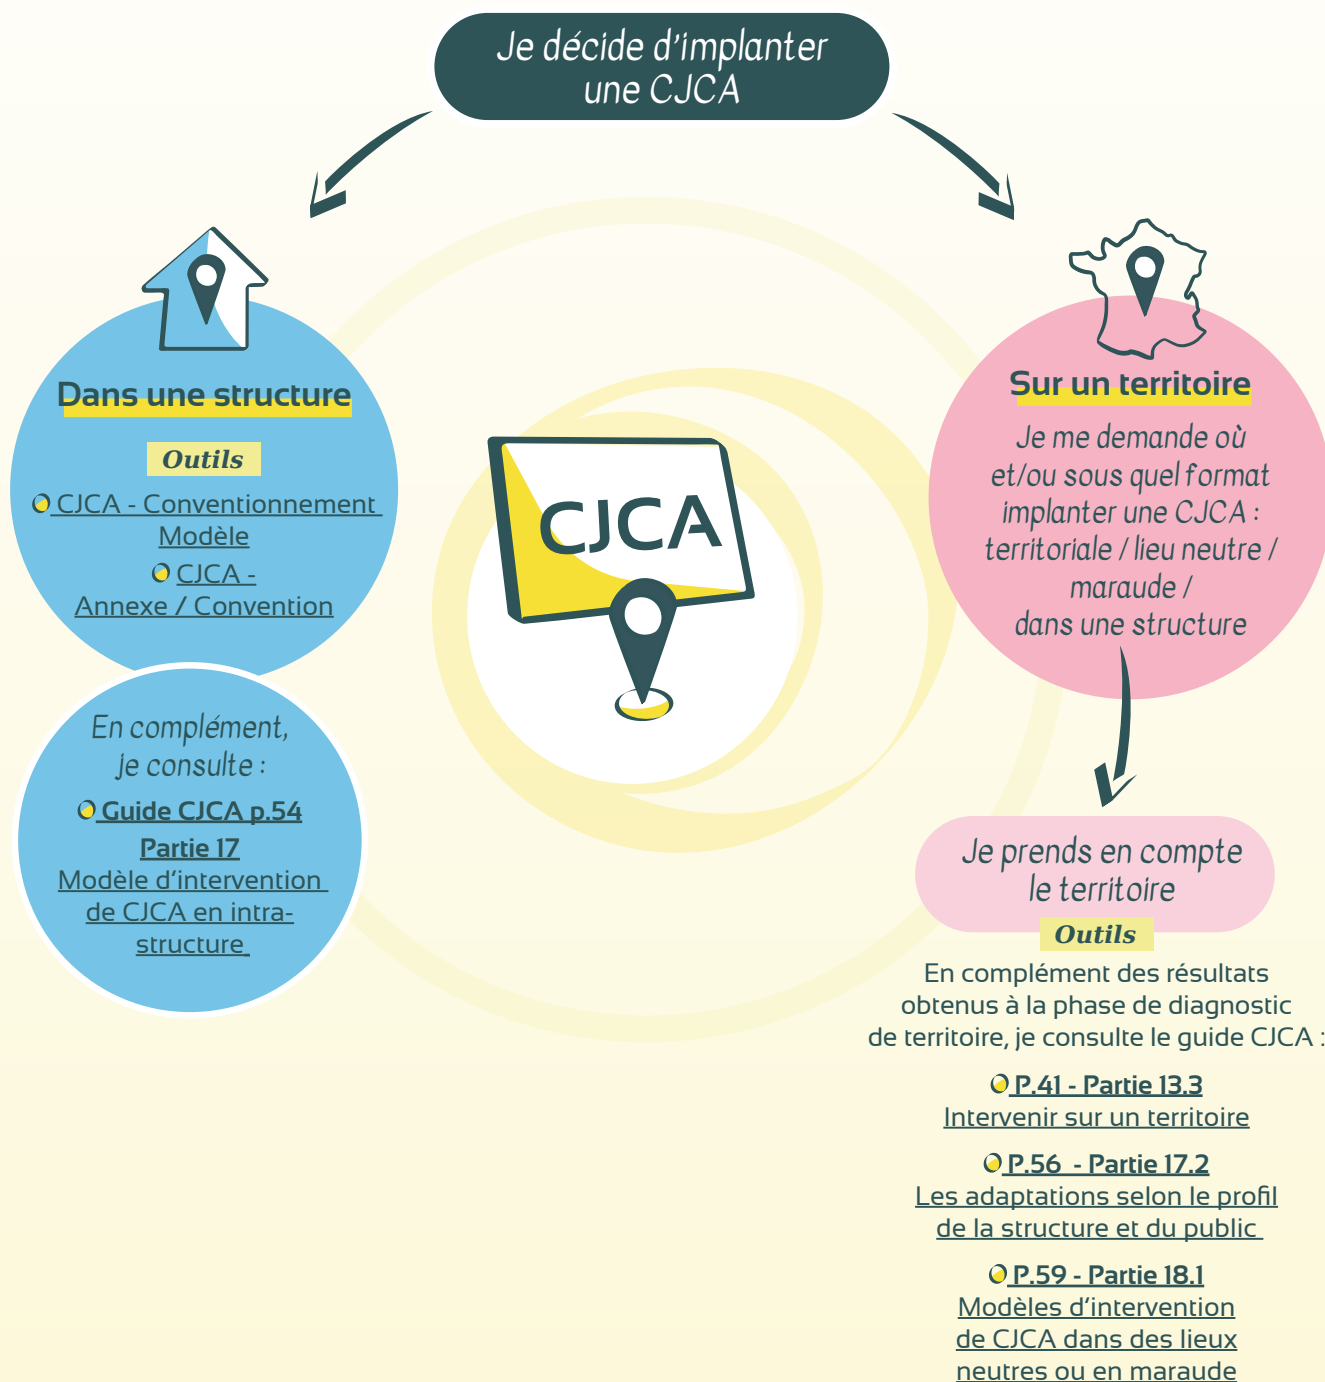 Je décide d'implanter
une CJCA
Dans une structure
Outils
CJCA - Conventionnement
Modèle
CJCA -
Annexe / Convention
En complément,
je consulte :
Guide CJCA p.54
Partie 17
Modèle d'intervention
de CJCA en intra-
structure
CJCA
Sur un territoire
Je me demande où
et/ou sous quel format
implanter une CJCA :
territoriale / lieu neutre /
maraude /
dans une structure
Je prends en compte
le territoire
Outils
En complément des résultats
obtenus à la phase de diagnostic
de territoire, je consulte le guide CJCA :
P.41 - Partie 13.3
Intervenir sur un territoire
P.56 - Partie 17.2
Les adaptations selon le profil
de la structure et du public
P.59 - Partie 18.1
Modèles d'intervention
de CJCA dans des lieux
neutres ou en maraude